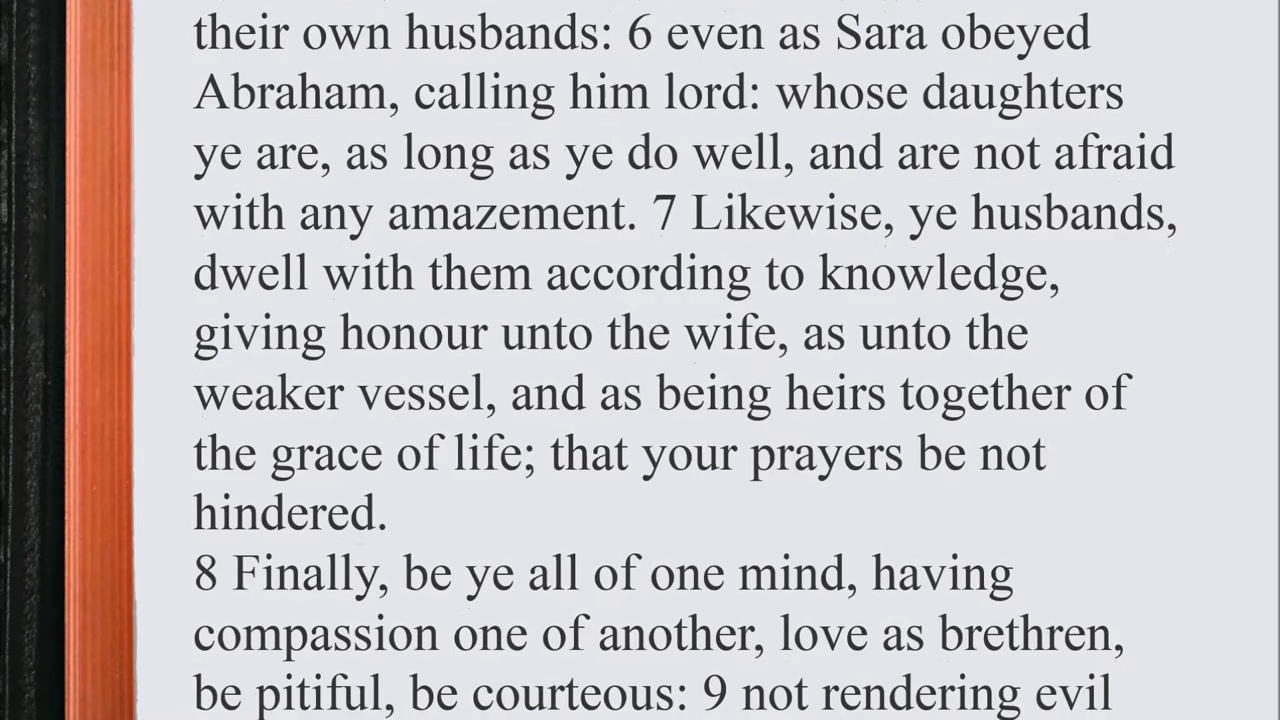 their own husbands: 6 even as Sara obeyed
Abraham, calling him lord: whose daughters
ye are, as long as ye do well, and are not afraid
with any amazement. 7 Likewise, ye husbands,
dwell with them according to knowledge,
giving honour unto the wife, as unto the
weaker vessel, and as being heirs together of
the grace of life; that your prayers be not
hindered.
8 Finally, be ye all of one mind, having
compassion one of another, love as brethren,
be pitiful, be courteous: 9 not rendering evil